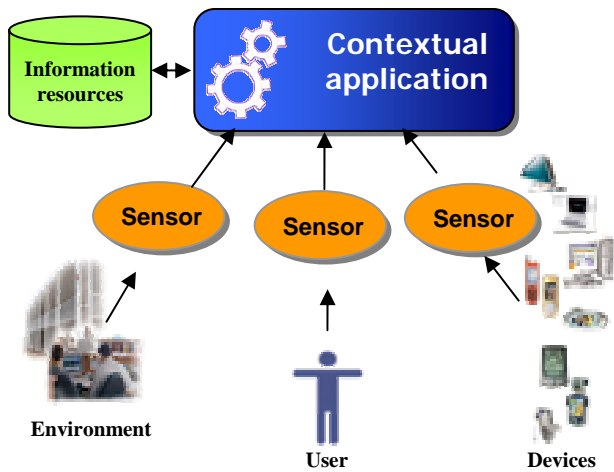 Information
resources
Contextual
application
Sensor
Sensor
Sensor
Environment
User
Devices